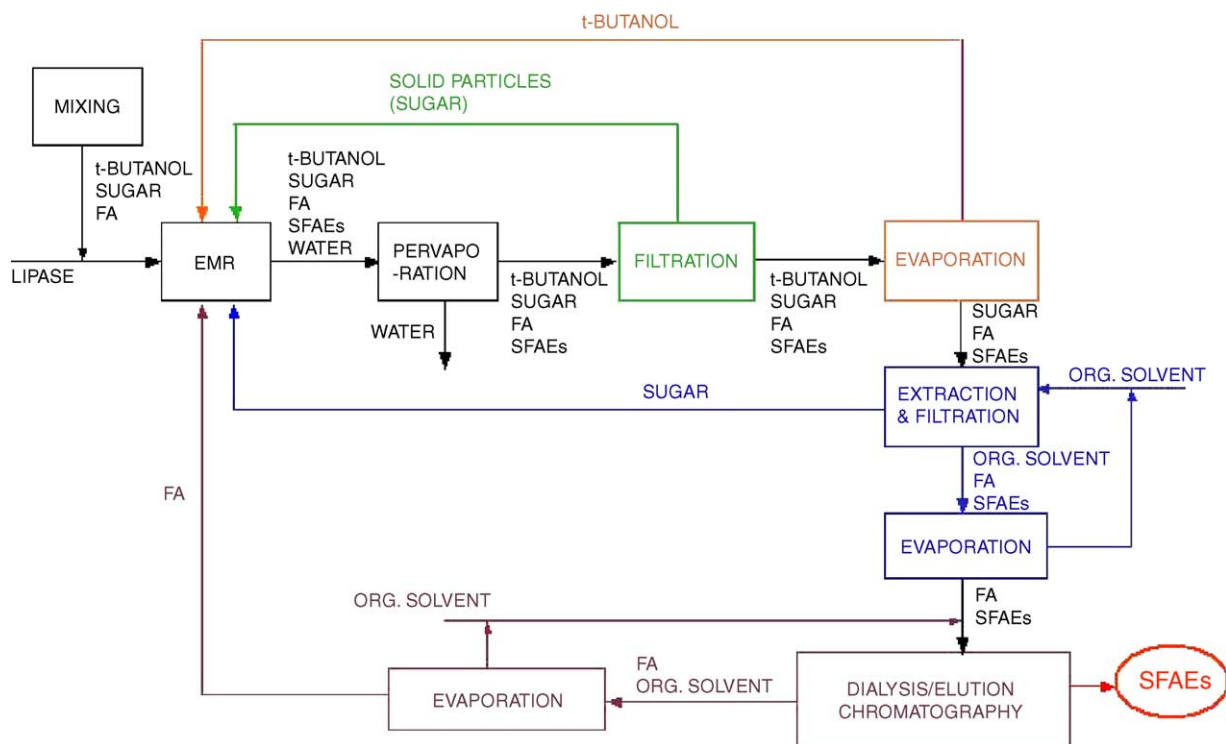 t-BUTANOL
SOLID PARTICLES
(SUGAR)
MIXING
t-BUTANOL
SUGAR
FA
t-BUTANOL
SUGAR
FA
SFAEs
WATER
LIPASE
EMR
PERVAPO
-RATION
FILTRATION
EVAPORATION
WATER
t-BUTANOL
SUGAR
FA
SFAEs
t-BUTANOL
SUGAR
FA
SFAEs
SUGAR
FA
SFAEs
ORG. SOLVENT
SUGAR
EXTRACTION
& FILTRATION
ORG. SOLVENT
FA
SFAEs
FA
EVAPORATION
FA
SFAEs
ORG. SOLVENT
FA
ORG. SOLVENT
EVAPORATION
DIALYSIS/ELUTION
CHROMATOGRAPHY
SFAEs